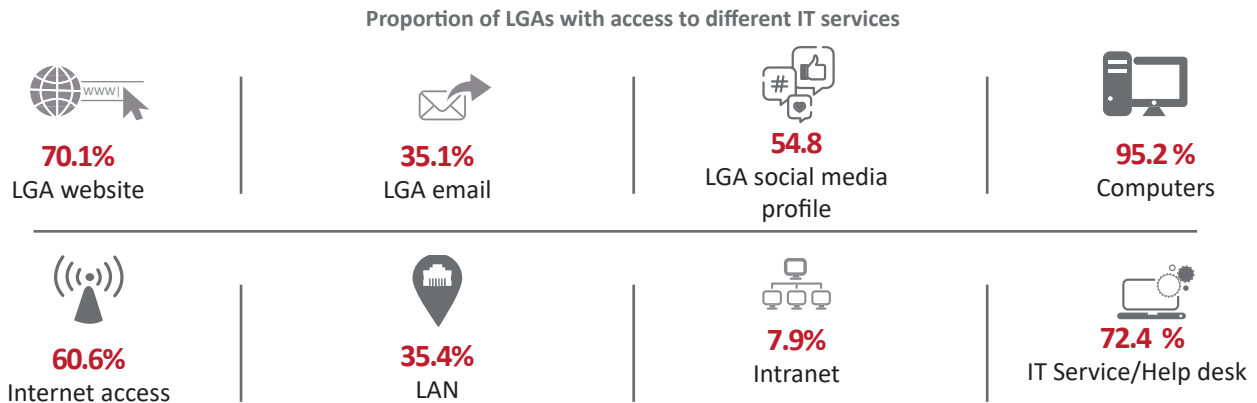 Proportion of LGAs with access to different IT services
www
#
70.1%
LGA website
35.1%
LGA email
54.8
LGA social media
profile
95.2 %
Computers
60.6%
Internet access
35.4%
LAN
7.9%
Intranet
72.4 %
IT Service/Help desk